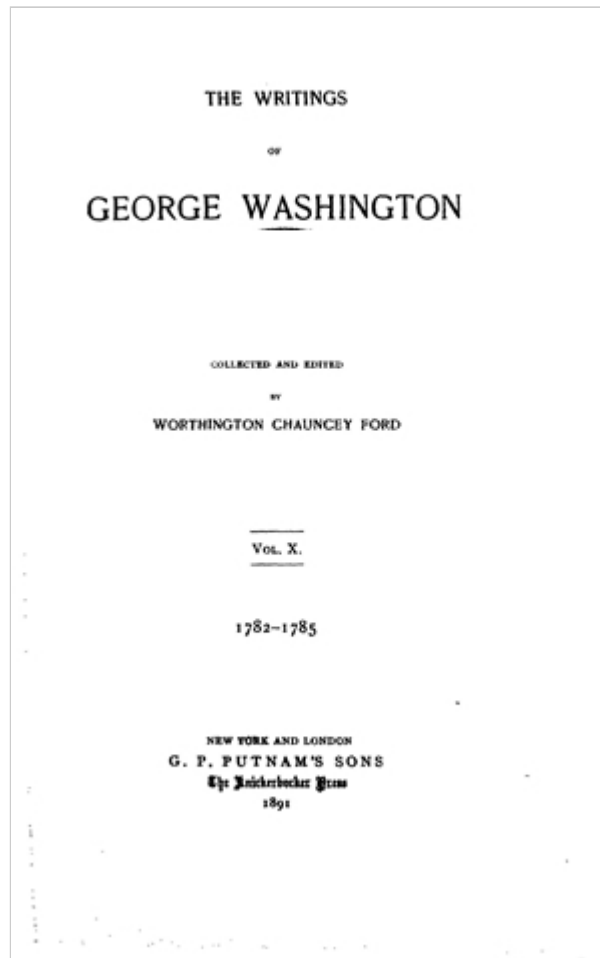 THE WRITINGS
OF
GEORGE WASHINGTON
COLLECTED AND EDITED
BY
WORTHINGTON CHAUNCEY FORD
VOL. X.
1782–1785
NEW YORK AND LONDON
G. P. PUTNAM'S SONS
The Knickerbocker Press
1891